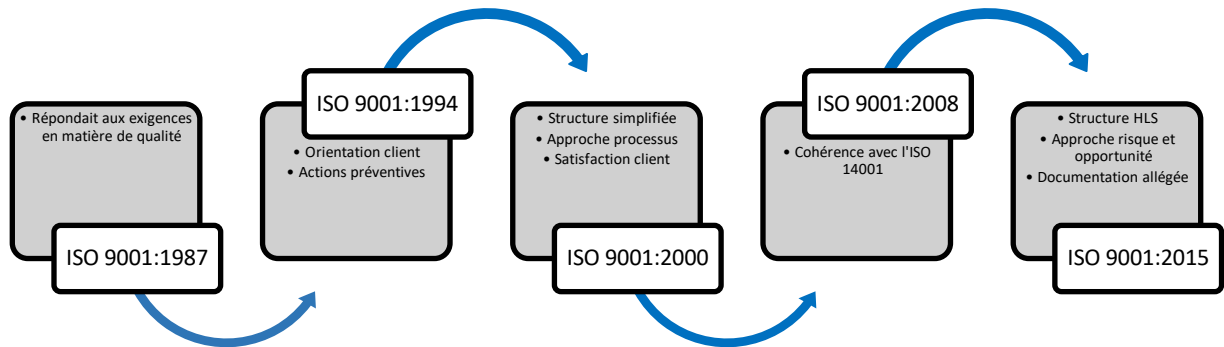 • Répondait aux exigences
en matière de qualité
ISO 9001:1987
ISO 9001:1994
• Orientation client
• Actions préventives
• Structure simplifiée
• Approche processus
• Satisfaction client
ISO 9001:2000
ISO 9001:2008
• Cohérence avec l'ISO
14001
• Structure HLS
• Approche risque et
opportunité
• Documentation allégée
ISO 9001:2015